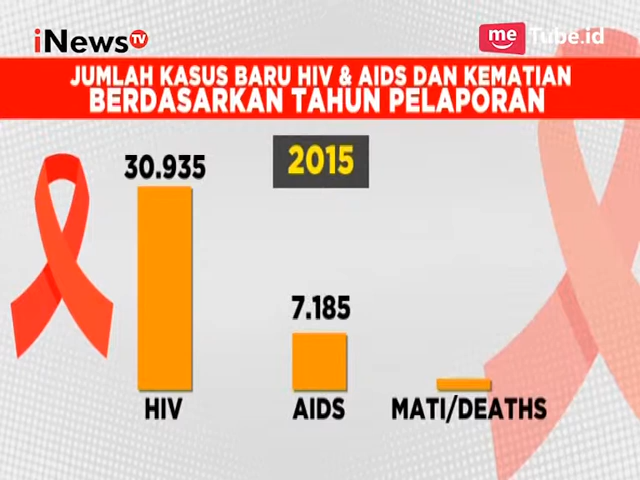 iNews TV
me Tube.id
JUMLAH KASUS BARU HIV & AIDS DAN KEMATIAN
BERDASARKAN TAHUN PELAPORAN
2015
30.935
7.185
HIV
AIDS
MATI/DEATHS